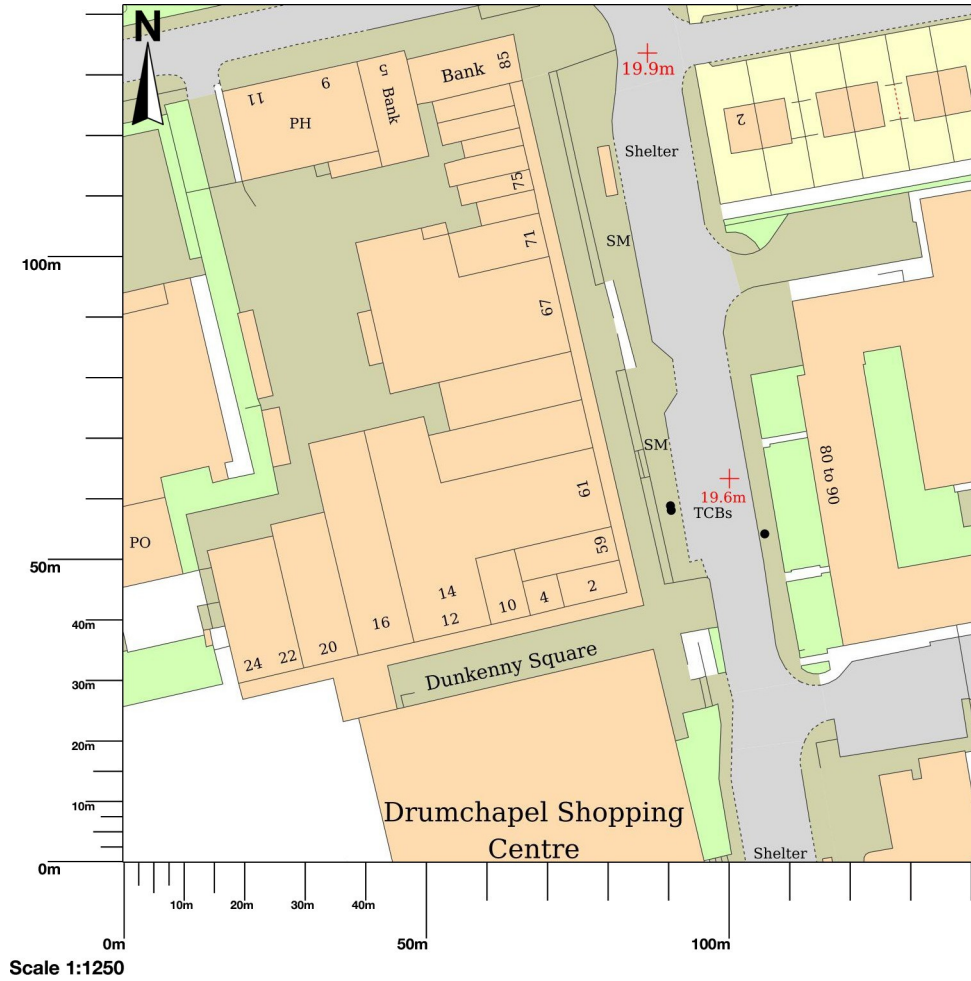 N
19.9m
85
Bank
5
Bank
9
11
PH
2
Shelter
75
SM
71
100m
67
80 to 90
SM
19.6m
TCBs
61
PO
59
50m
14
2
4
10
12
16
20
22
24
40m
Dunkenny Square
30m
20m
10m
Drumchapel Shopping
Centre
Shelter
0m
10m
20m
30m
40m
0m
50m
100m
Scale 1:1250